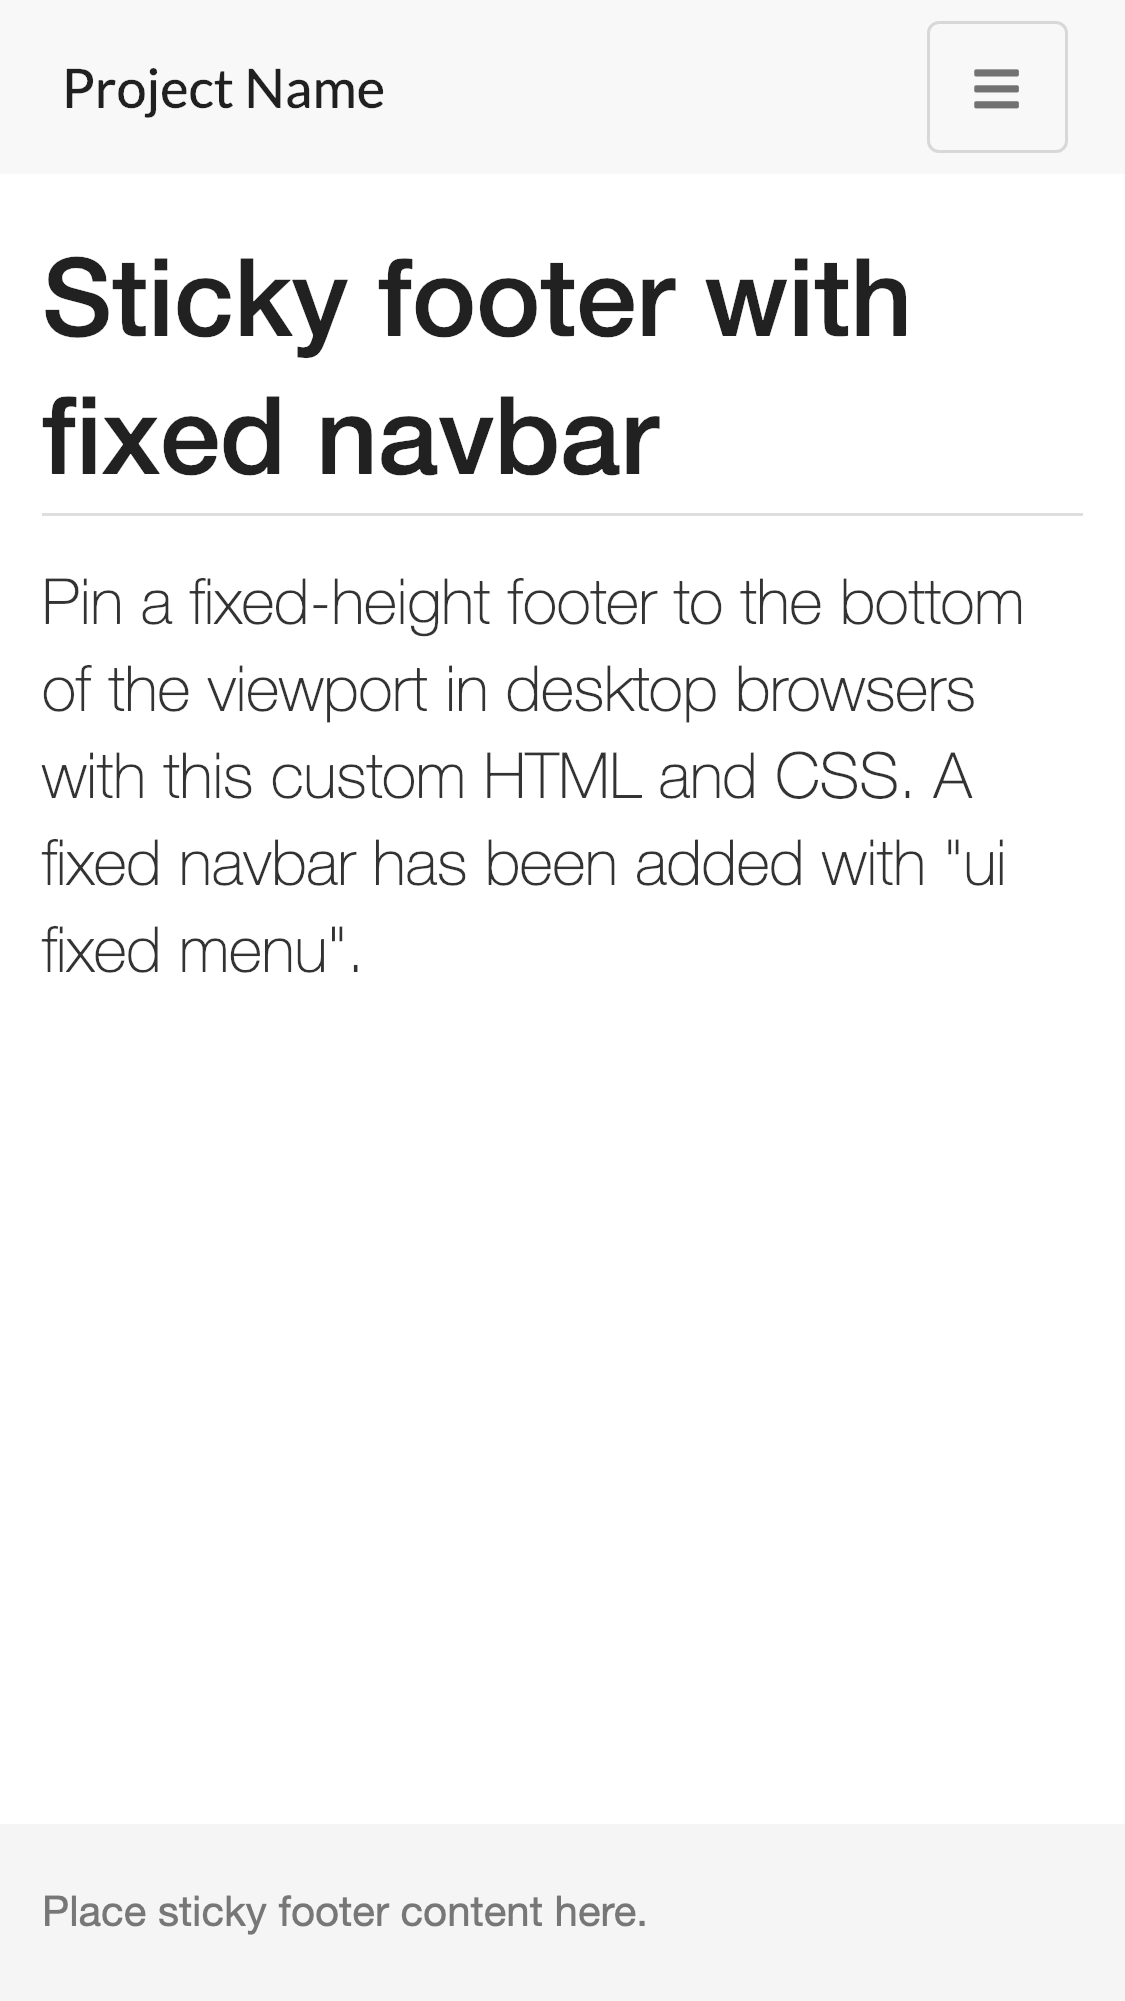 Project Name
Sticky footer with
fixed navbar
Pin a fixed-height footer to the bottom
of the viewport in desktop browsers
with this custom HTML and CSS. A
fixed navbar has been added with "ui
fixed menu".
Place sticky footer content here.